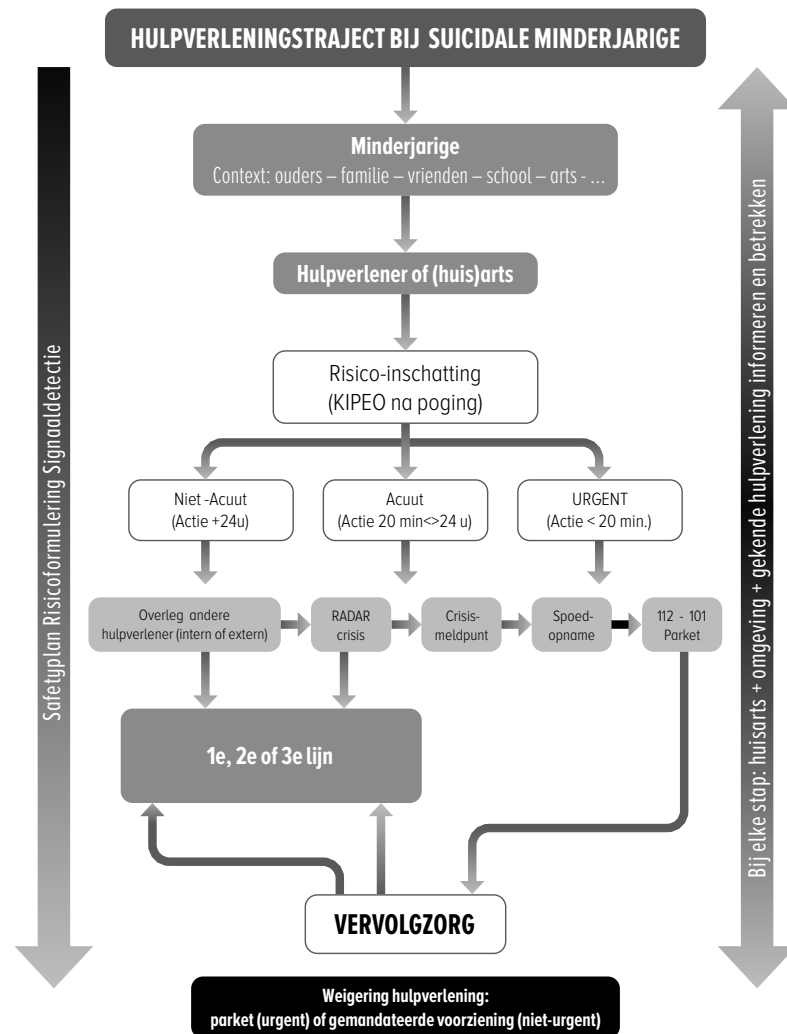 HULPVERLENINGSTRAJECT BIJ SUICIDALE MINDERJARIGE
Minderjarige
Context: ouders – familie – vrienden – school – arts - ...
Hulpverlener of (huis)arts
Risico-inschatting
(KIPEO na poging)
Niet -Acuut
(Actie +24u)
Acuut
(Actie 20 min<>24 u)
URGENT
(Actie < 20 min.)
Overleg andere
hulpverlener (intern of extern)
RADAR
crisis
Crisis-
meldpunt
Spoed-
opname
112 - 101
Parket
1e, 2e of 3e lijn
VERVOLGZORG
Weigering hulpverlening:
parket (urgent) of gemandateerde voorziening (niet-urgent)
Safetyplan Risicoformulering Signaaldetectie
Bij elke stap: huisarts + omgeving + gekende hulpverlening informeren en betrekken